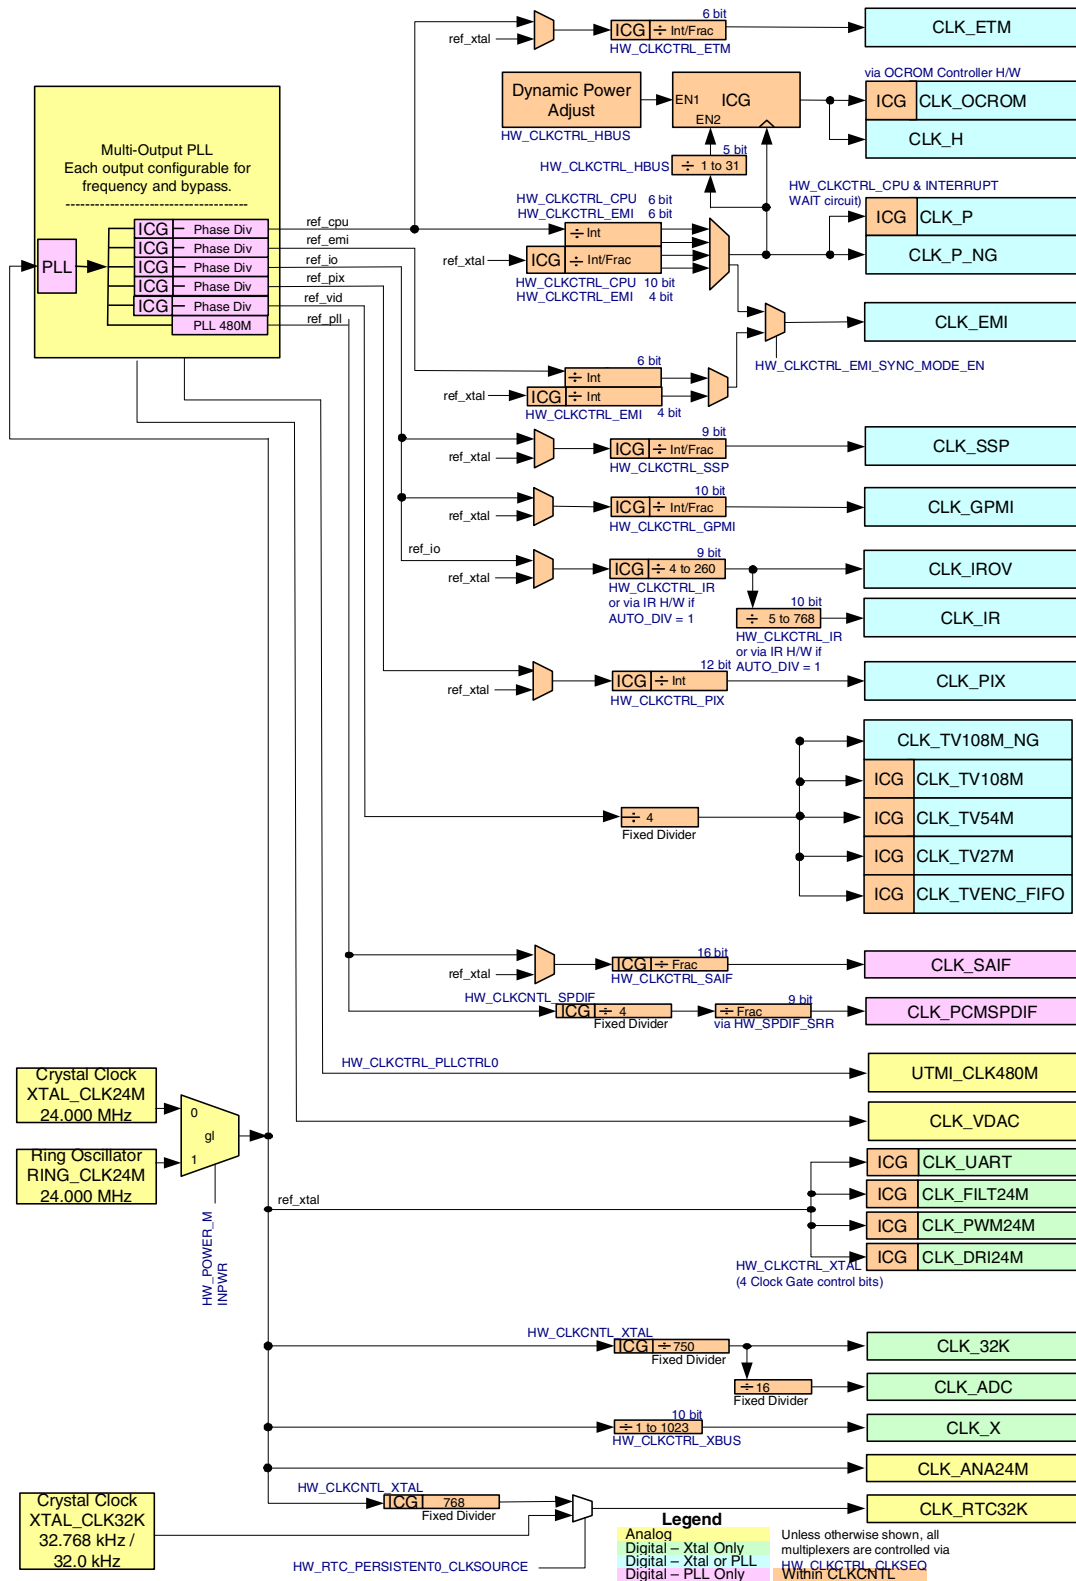 6 bit
ref_xtal
ICG ÷ Int/Frac
HW_CLKCTRL_ETM
CLK_ETM
via OCROM Controller H/W
Dynamic Power
Adjust
HW_CLKCTRL_HBUS
EN1 ICG
EN2
ICG CLK_OCROM
CLK_H
5 bit
HW_CLKCTRL_HBUS ÷ 1 to 31
Multi-Output PLL
Each output configurable for
frequency and bypass.
PLL
ICG Phase Div ref_cpu
ICG Phase Div ref_emi
ICG Phase Div ref_io
ICG Phase Div ref_pix
ICG Phase Div ref_vid
PLL 480M ref_pll
HW_CLKCTRL_CPU 6 bit
HW_CLKCTRL_EMI 6 bit
÷ Int
ref_xtal ICG ÷ Int/Frac
HW_CLKCTRL_CPU 10 bit
HW_CLKCTRL_EMI 4 bit
HW_CLKCTRL_CPU & INTERRUPT
WAIT circuit)
ICG CLK_P
CLK_P_NG
CLK_EMI
HW_CLKCTRL_EMI_SYNC_MODE_EN
6 bit
÷ Int
ref_xtal ICG ÷ Int
HW_CLKCTRL_EMI 4 bit
9 bit
ref_xtal
ICG ÷ Int/Frac
HW_CLKCTRL_SSP
CLK_SSP
10 bit
ref_xtal
ICG ÷ Int/Frac
HW_CLKCTRL_GPMI
CLK_GPMI
ref_io
9 bit
ref_xtal
ICG ÷ 4 to 260
HW_CLKCTRL_IR
or via IR H/W if
AUTO_DIV = 1
CLK_IROV
10 bit
÷ 5 to 768
HW_CLKCTRL_IR
or via IR H/W if
AUTO_DIV = 1
CLK_IR
12 bit
ref_xtal
ICG ÷ Int
HW_CLKCTRL_PIX
CLK_PIX
÷ 4
Fixed Divider
CLK_TV108M_NG
ICG CLK_TV108M
ICG CLK_TV54M
ICG CLK_TV27M
ICG CLK_TVENC_FIFO
16 bit
ref_xtal
ICG ÷ Frac
HW_CLKCTRL_SAIF
CLK_SAIF
HW_CLKCNTL_SPDIF
ICG ÷ 4
Fixed Divider
9 bit
÷ Frac
via HW_SPDIF_SRR
CLK_PCMSPDIF
HW_CLKCTRL_PLLCTRL0
UTMI_CLK480M
CLK_VDAC
Crystal Clock
XTAL_CLK24M
24.000 MHz
Ring Oscillator
RING_CLK24M
24.000 MHz
0
gl
1
HW_POWER_M
INPWR
ref_xtal
ICG CLK_UART
ICG CLK_FILT24M
ICG CLK_PWM24M
ICG CLK_DRI24M
HW_CLKCTRL_XTAL
(4 Clock Gate control bits)
HW_CLKCNTL_XTAL
ICG ÷ 750
Fixed Divider
CLK_32K
÷ 16
Fixed Divider
CLK_ADC
10 bit
÷ 1 to 1023
HW_CLKCTRL_XBUS
CLK_X
CLK_ANA24M
HW_CLKCNTL_XTAL
ICG 768
Fixed Divider
CLK_RTC32K
Crystal Clock
XTAL_CLK32K
32.768 kHz /
32.0 kHz
HW_RTC_PERSISTENT0_CLKSOURCE
Legend
Analog
Digital – Xtal Only
Digital – Xtal or PLL
Digital – PLL Only
Unless otherwise shown, all
multiplexers are controlled via
HW_CLKCTRL_CLKSEQ
Within CLKCNTL